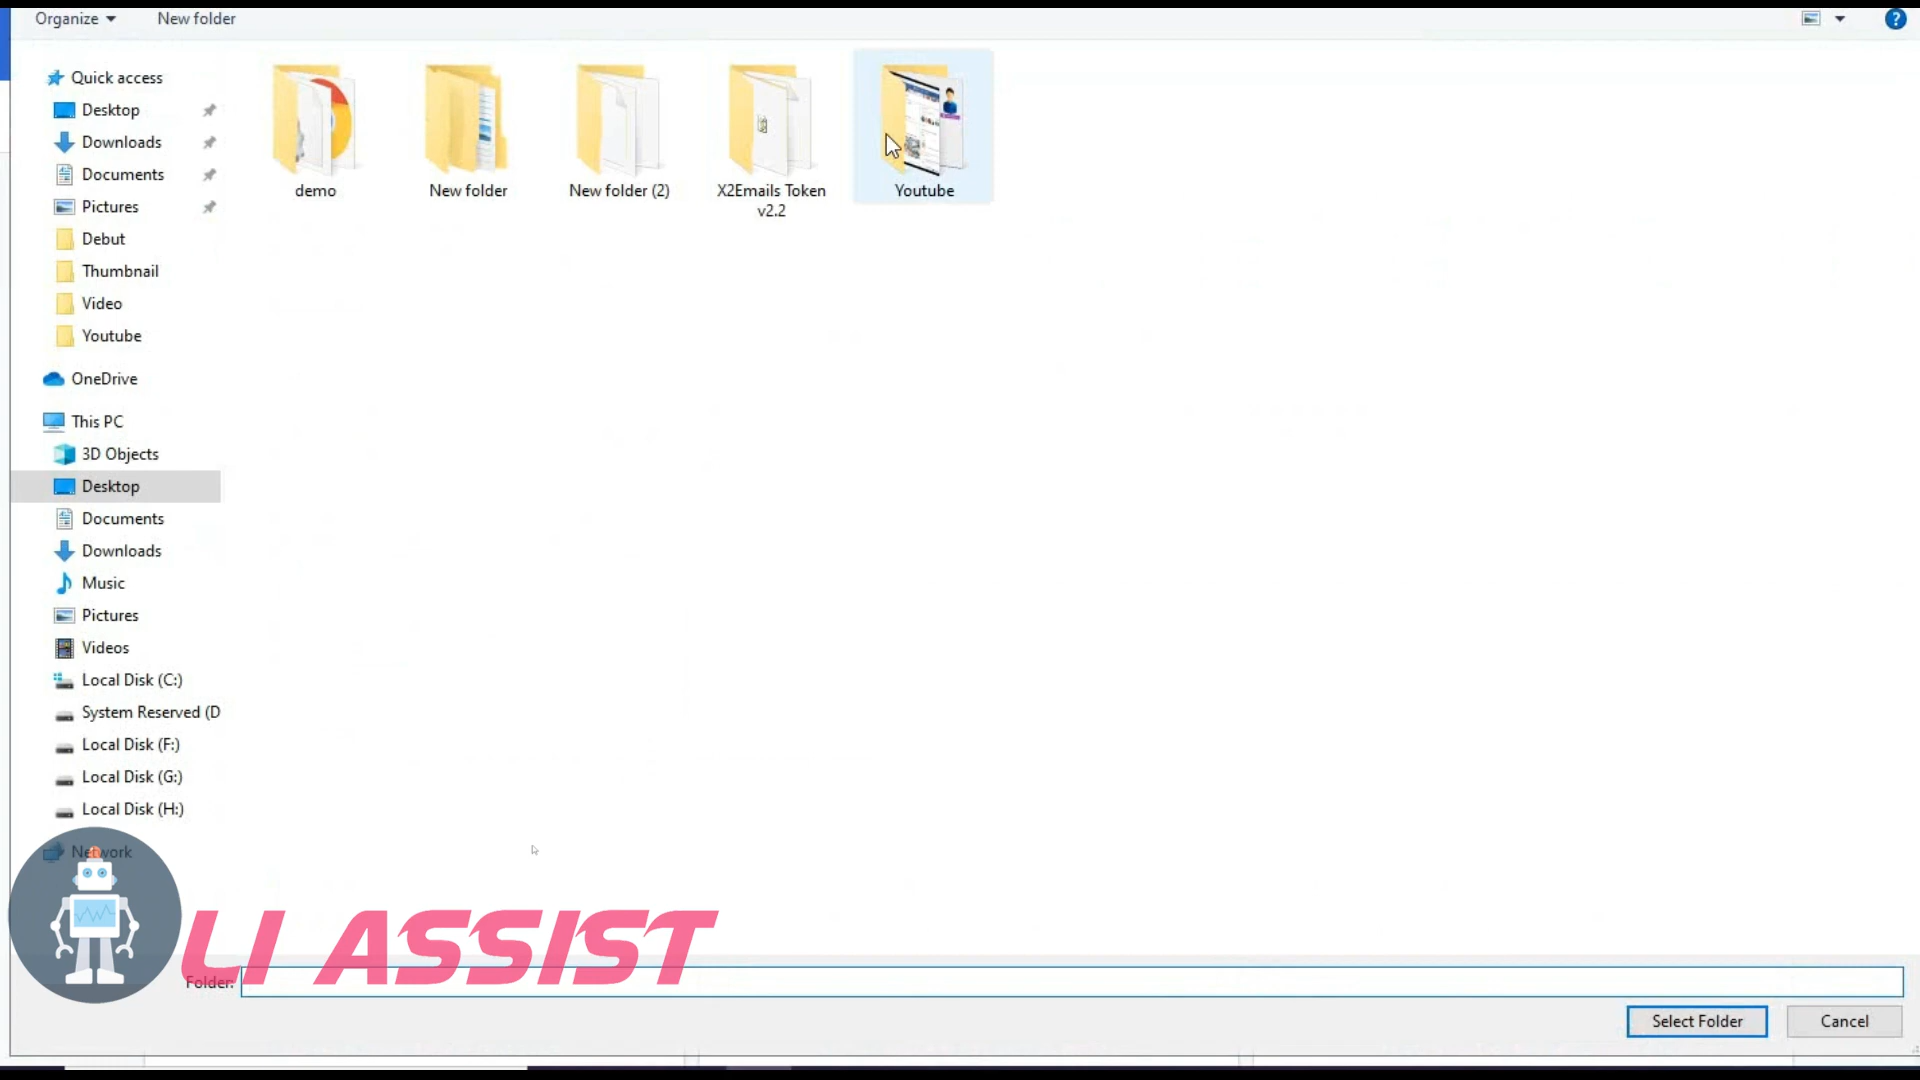 Organize
New folder
?
Quick access
Desktop
Downloads
Documents
Pictures
Debut
Thumbnail
Video
Youtube
OneDrive
This PC
3D Objects
Desktop
Documents
Downloads
Music
Pictures
Videos
Local Disk (C:)
System Reserved (D
Local Disk (F:)
Local Disk (G:)
Local Disk (H:)
Network
demo
New folder
New folder (2)
X2Emails Token
v2.2
Youtube
LI ASSIST
Folder:
Select Folder
Cancel